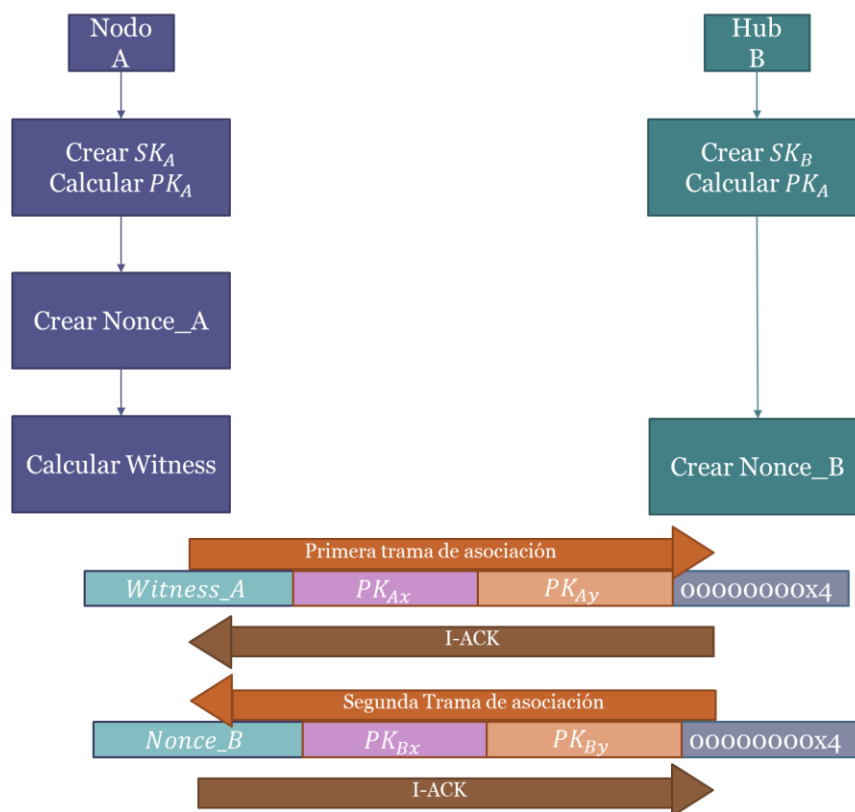 Nodo
A
Hub
B
Crear SK_A
Calcular PK_A
Crear SK_B
Calcular PK_A
Crear Nonce_A
Calcular Witness
Crear Nonce_B
Primera trama de asociación
Witness_A PK_Ax PK_Ay 00000000x4
I-ACK
Segunda Trama de asociación
Nonce_B PK_Bx PK_By 00000000x4
I-ACK